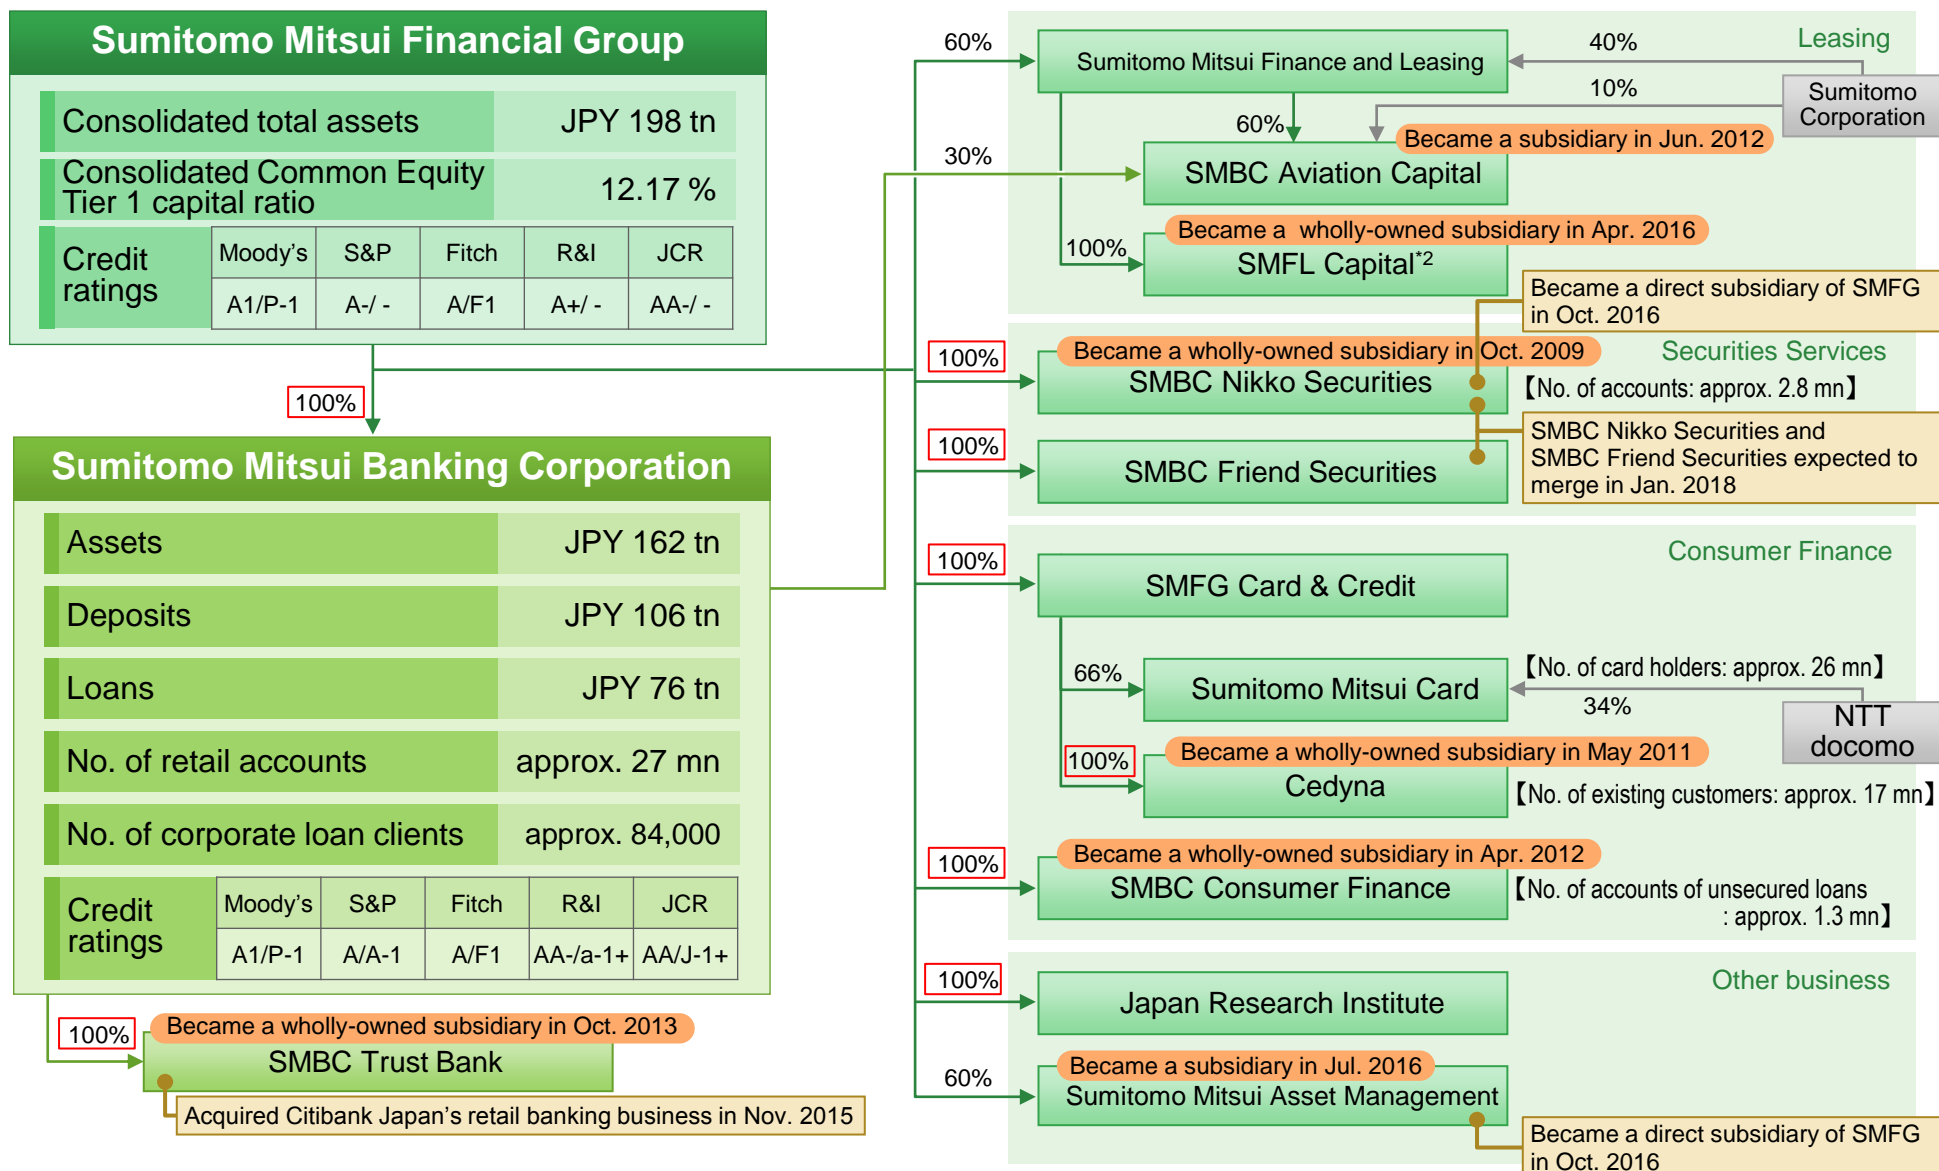 Sumitomo Mitsui Financial Group
Consolidated total assets JPY 198 tn
Consolidated Common Equity
Tier 1 capital ratio 12.17 %
Credit
ratings
Moody's S&P Fitch R&I JCR
A1/P-1 A-/ - A/F1 A+/ - AA-/ -
100%
Sumitomo Mitsui Banking Corporation
Assets JPY 162 tn
Deposits JPY 106 tn
Loans JPY 76 tn
No. of retail accounts approx. 27 mn
No. of corporate loan clients approx. 84,000
Credit
ratings
Moody's S&P Fitch R&I JCR
A1/P-1 A/A-1 A/F1 AA-/a-1+ AA/J-1+
100%
Became a wholly-owned subsidiary in Oct. 2013
SMBC Trust Bank
Acquired Citibank Japan's retail banking business in Nov. 2015
Leasing
60%
Sumitomo Mitsui Finance and Leasing
40%
10%
Sumitomo
Corporation
60%
Became a subsidiary in Jun. 2012
30%
SMBC Aviation Capital
Became a  wholly-owned subsidiary in Apr. 2016
100%
SMFL Capital*2
Became a direct subsidiary of SMFG
in Oct. 2016
Securities Services
100%
Became a wholly-owned subsidiary in Oct. 2009
SMBC Nikko Securities
【No. of accounts: approx. 2.8 mn】
100%
SMBC Friend Securities
SMBC Nikko Securities and
SMBC Friend Securities expected to
merge in Jan. 2018
Consumer Finance
100%
SMFG Card & Credit
66%
Sumitomo Mitsui Card
【No. of card holders: approx. 26 mn】
34%
NTT
docomo
100%
Became a wholly-owned subsidiary in May 2011
Cedyna
【No. of existing customers: approx. 17 mn】
100%
Became a wholly-owned subsidiary in Apr. 2012
SMBC Consumer Finance
【No. of accounts of unsecured loans
: approx. 1.3 mn】
Other business
100%
Japan Research Institute
60%
Became a subsidiary in Jul. 2016
Sumitomo Mitsui Asset Management
Became a direct subsidiary of SMFG
in Oct. 2016